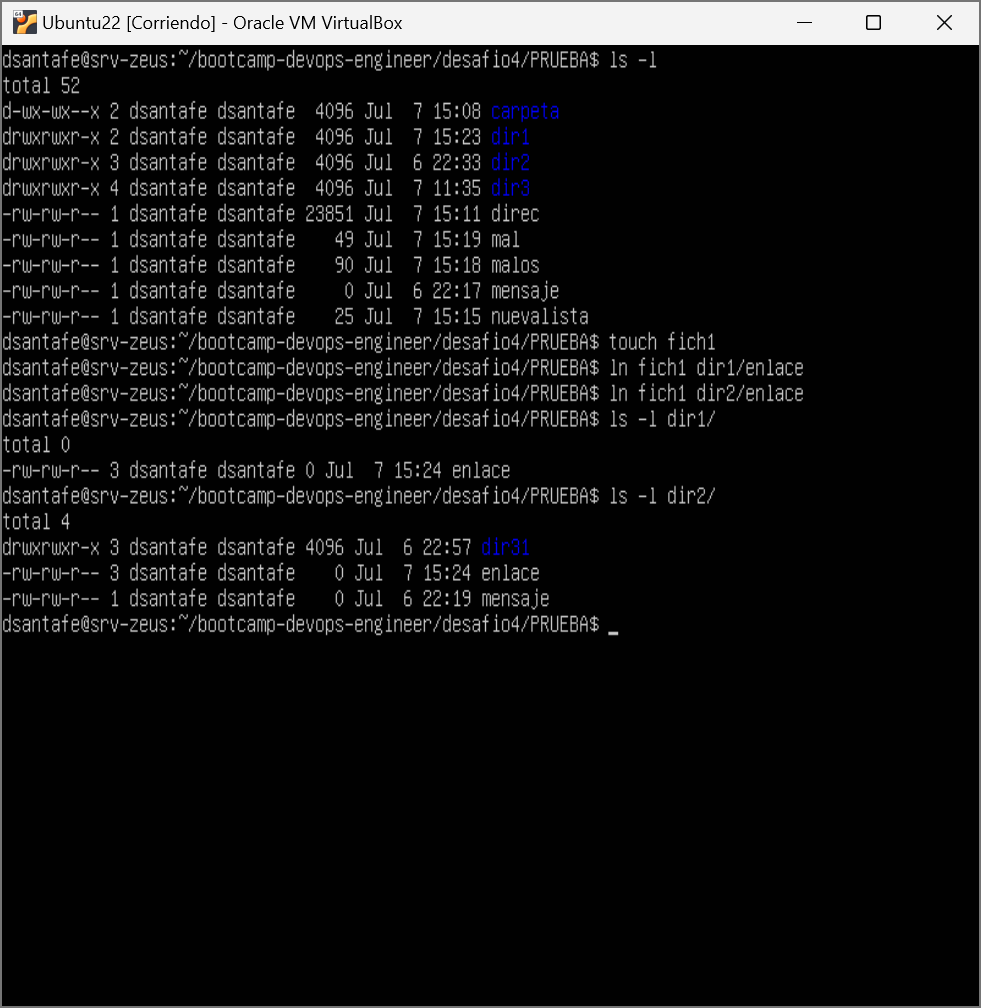 Ubuntu22 [Corriendo] - Oracle VM VirtualBox
dsantafe@srv-zeus:~/bootcamp-devops-engineer/desafio4/PRUEBA$ ls -l
total 52
d-wx-wx--x 2 dsantafe dsantafe  4096 Jul  7 15:08 carpeta
drwxrwxr-x 2 dsantafe dsantafe  4096 Jul  7 15:23 dir1
drwxrwxr-x 3 dsantafe dsantafe  4096 Jul  6 22:33 dir2
drwxrwxr-x 4 dsantafe dsantafe  4096 Jul  7 11:35 dir3
-rw-rw-r-- 1 dsantafe dsantafe 23851 Jul  7 15:11 direc
-rw-rw-r-- 1 dsantafe dsantafe    49 Jul  7 15:19 mal
-rw-rw-r-- 1 dsantafe dsantafe    90 Jul  7 15:18 malos
-rw-rw-r-- 1 dsantafe dsantafe     0 Jul  6 22:17 mensaje
-rw-rw-r-- 1 dsantafe dsantafe    25 Jul  7 15:15 nuevalista
dsantafe@srv-zeus:~/bootcamp-devops-engineer/desafio4/PRUEBA$ touch fich1
dsantafe@srv-zeus:~/bootcamp-devops-engineer/desafio4/PRUEBA$ ln fich1 dir1/enlace
dsantafe@srv-zeus:~/bootcamp-devops-engineer/desafio4/PRUEBA$ ln fich1 dir2/enlace
dsantafe@srv-zeus:~/bootcamp-devops-engineer/desafio4/PRUEBA$ ls -l dir1/
total 0
-rw-rw-r-- 3 dsantafe dsantafe 0 Jul  7 15:24 enlace
dsantafe@srv-zeus:~/bootcamp-devops-engineer/desafio4/PRUEBA$ ls -l dir2/
total 4
drwxrwxr-x 3 dsantafe dsantafe 4096 Jul  6 22:57 dir31
-rw-rw-r-- 3 dsantafe dsantafe    0 Jul  7 15:24 enlace
-rw-rw-r-- 1 dsantafe dsantafe    0 Jul  6 22:19 mensaje
dsantafe@srv-zeus:~/bootcamp-devops-engineer/desafio4/PRUEBA$ _